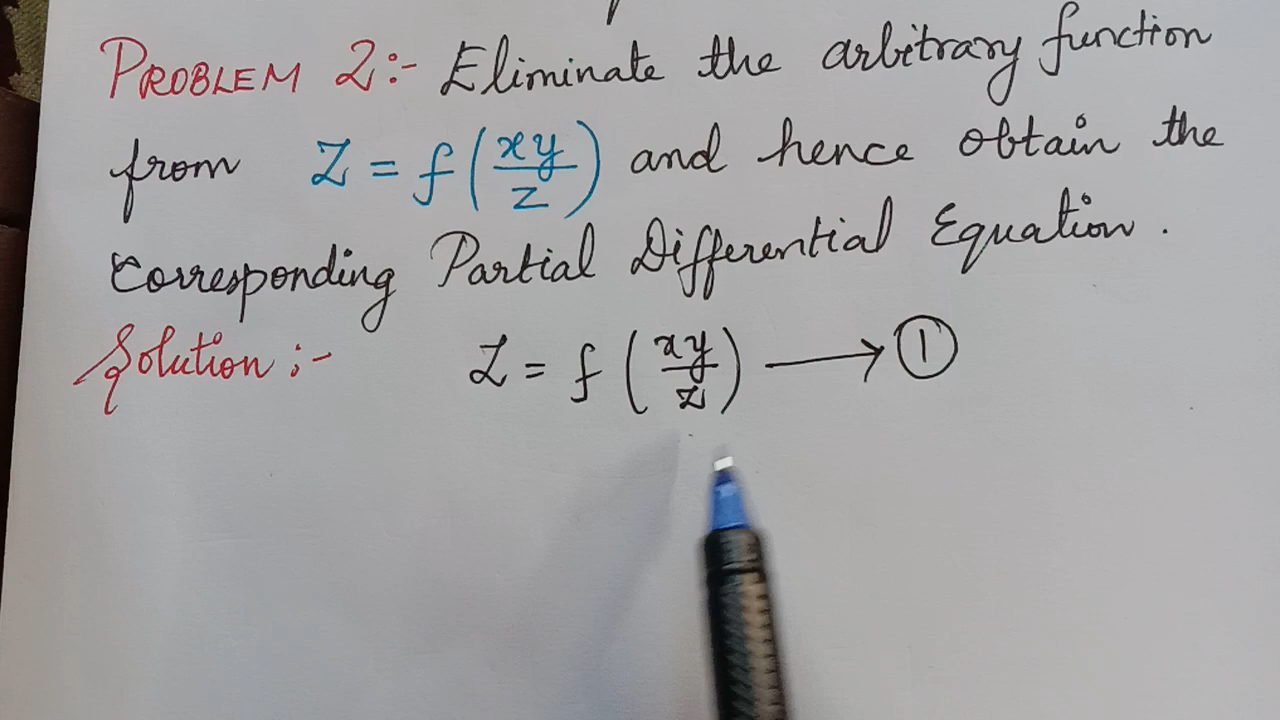 PROBLEM 2:- Eliminate the arbitrary function
from Z = f(xy/z) and hence obtain the
Corresponding Partial Differential Equation.
Solution:- Z = f(xy/z) → ①